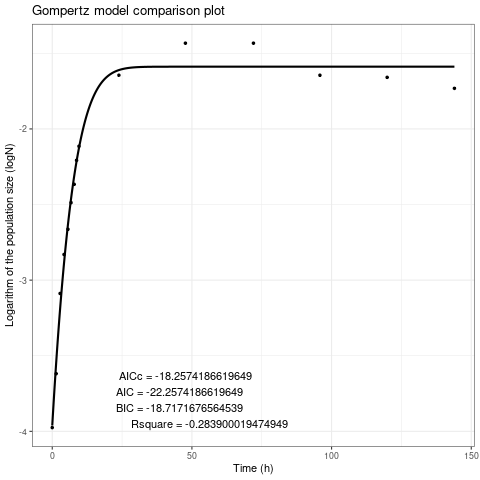 Gompertz model comparison plot
Logarithm of the population size (logN)
-2
-3
-4
AICc = -18.2574186619649
AIC = -22.2574186619649
BIC = -18.7171676564539
Rsquare = -0.283900019474949
0
50
100
150
Time (h)